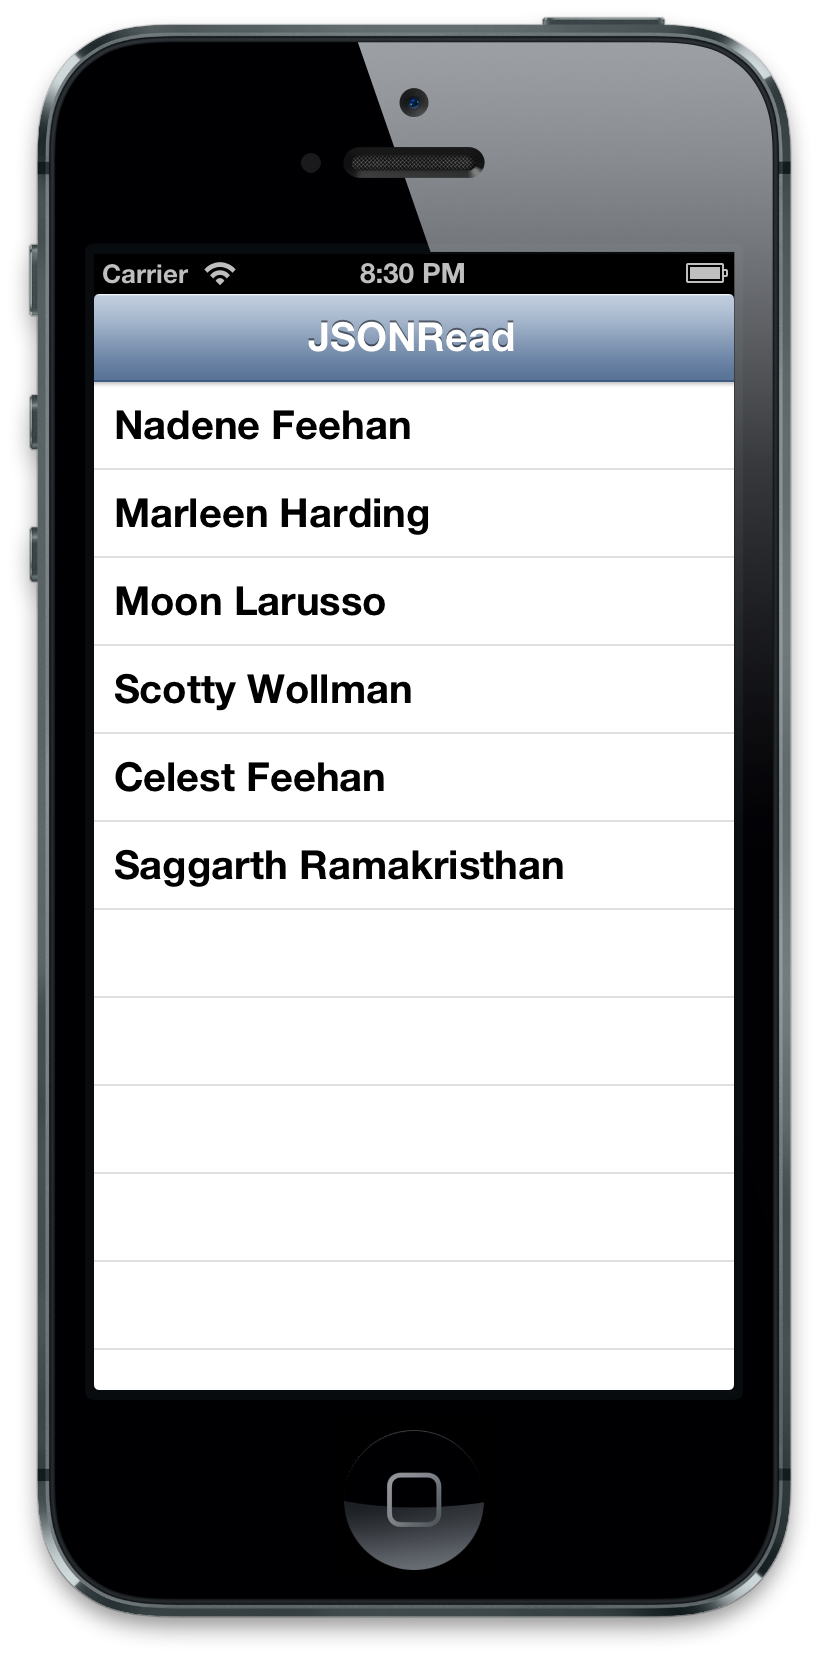 Carrier 8:30 PM
JSONRead
Nadene Feehan
Marleen Harding
Moon Larusso
Scotty Wollman
Celest Feehan
Saggarth Ramakristhan